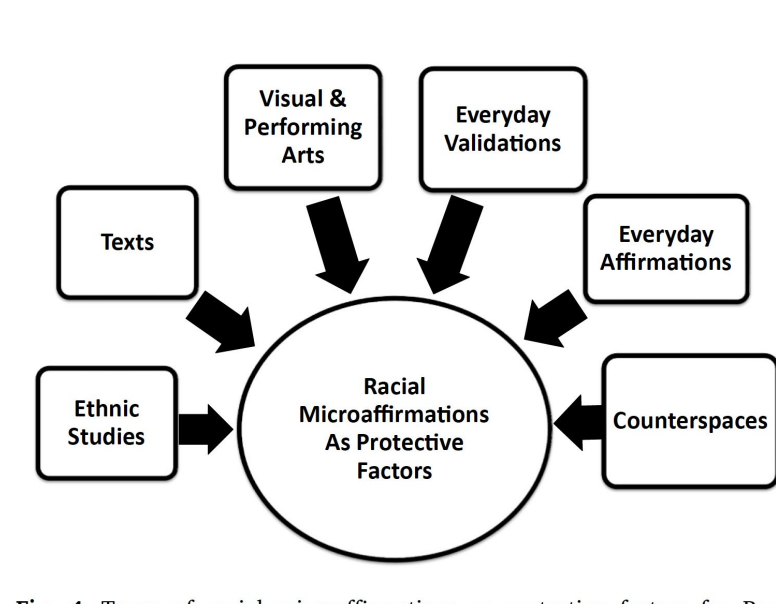 Visual &
Performing
Arts
Everyday
Validations
Texts
Everyday
Affirmations
Ethnic
Studies
Racial
Microaffirmations
As Protective
Factors
Counterspaces